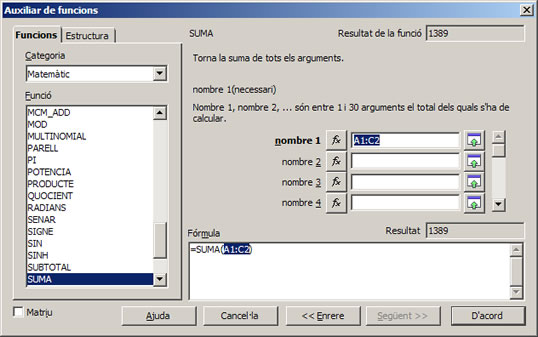 Auxiliar de funcions
Funcions Estructura
SUMA Resultat de la funció 1389
Categoria
Matemàtic
Torna la suma de tots els arguments.
Funció
MCM_ADD
MOD
MULTINOMIAL
PARELL
PI
POTENCIA
PRODUCTE
QUOCIENT
RADIANS
SENAR
SIGNE
SIN
SINH
SUBTOTAL
SUMA
nombre 1(necessari)
Nombre 1, nombre 2, ... són entre 1 i 30 arguments el total dels quals s'ha de
calcular.
nombre 1 fx A1:C2
nombre 2 fx
nombre 3 fx
nombre 4 fx
Fórmula Resultat 1389
=SUMA(A1:C2)
Matriu Ajuda Cancel·la << Enrere Següent >> D'acord